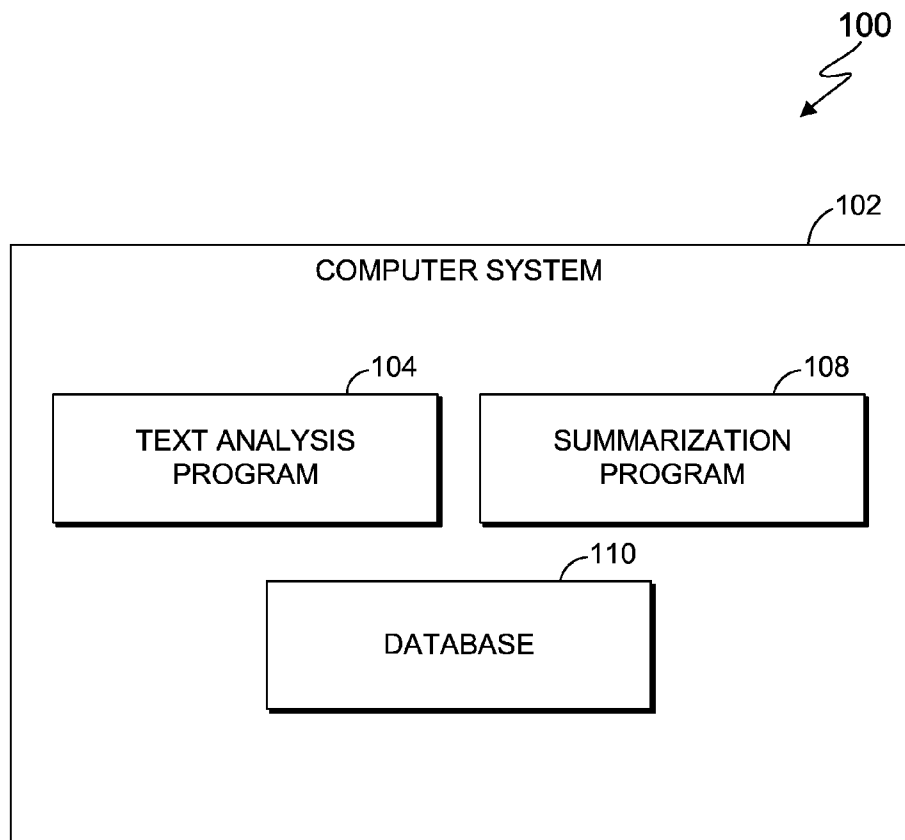 100
102
COMPUTER SYSTEM
104
108
TEXT ANALYSIS
PROGRAM
SUMMARIZATION
PROGRAM
110
DATABASE